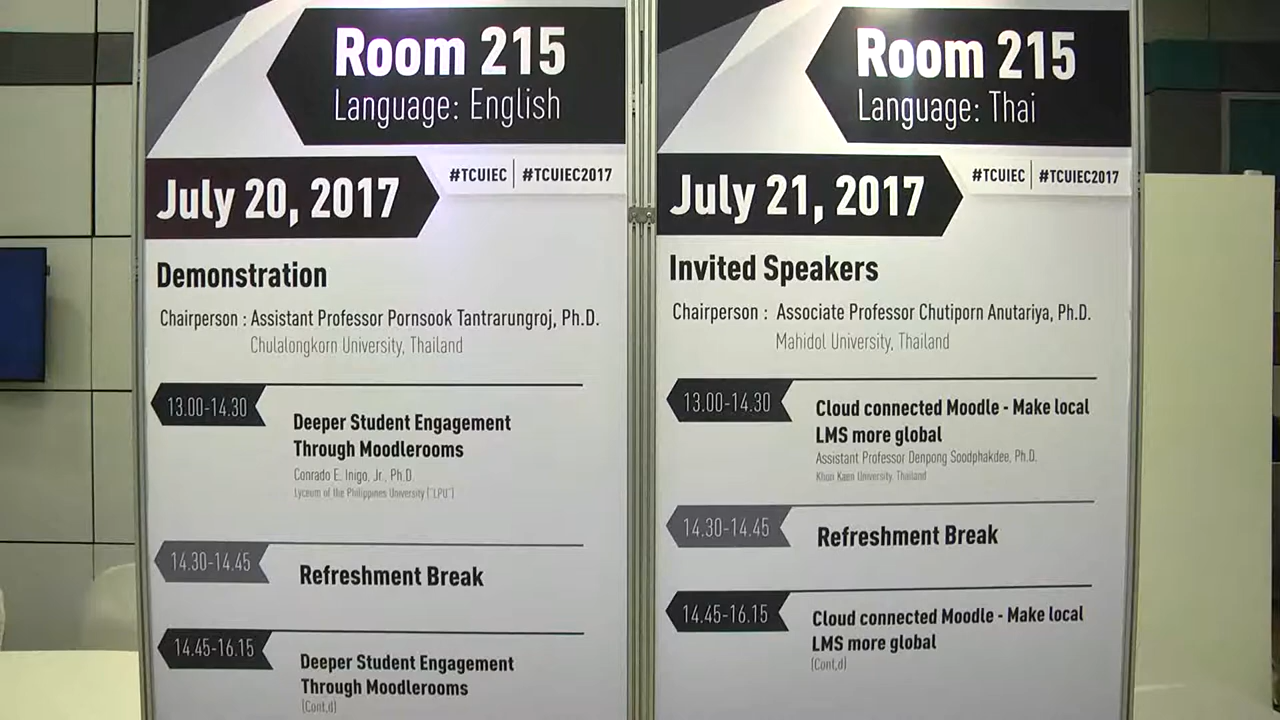 Room 215
Language: English
July 20, 2017
#TCUIEC | #TCUIEC2017
Demonstration
Chairperson : Assistant Professor Pornsook Tantrarungroj, Ph.D.
Chulalongkorn University, Thailand
13.00-14.30
Deeper Student Engagement
Through Moodlerooms
Conrado E. Inigo, Jr., Ph.D.
Lyceum of the Philippines University ("LPU")
14.30-14.45
Refreshment Break
14.45-16.15
Deeper Student Engagement
Through Moodlerooms
(Cont,d)
Room 215
Language: Thai
July 21, 2017
#TCUIEC | #TCUIEC2017
Invited Speakers
Chairperson : Associate Professor Chutiporn Anutariya, Ph.D.
Mahidol University, Thailand
13.00-14.30
Cloud connected Moodle - Make local
LMS more global
Assistant Professor Denpong Soodphakdee, Ph.D.
Khon Kaen University, Thailand
14.30-14.45
Refreshment Break
14.45-16.15
Cloud connected Moodle - Make local
LMS more global
(Cont,d)